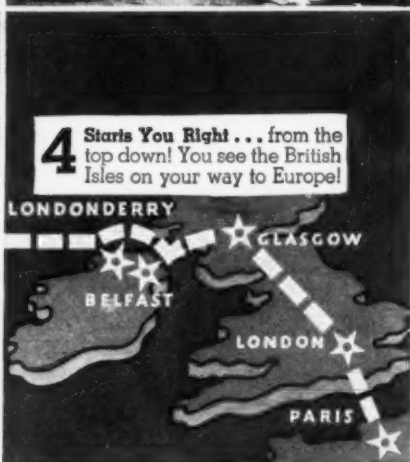 4 Starts You Right . . . from the
top down! You see the British
Isles on your way to Europe!
LONDONDERRY
GLASGOW
BELFAST
LONDON
PARIS